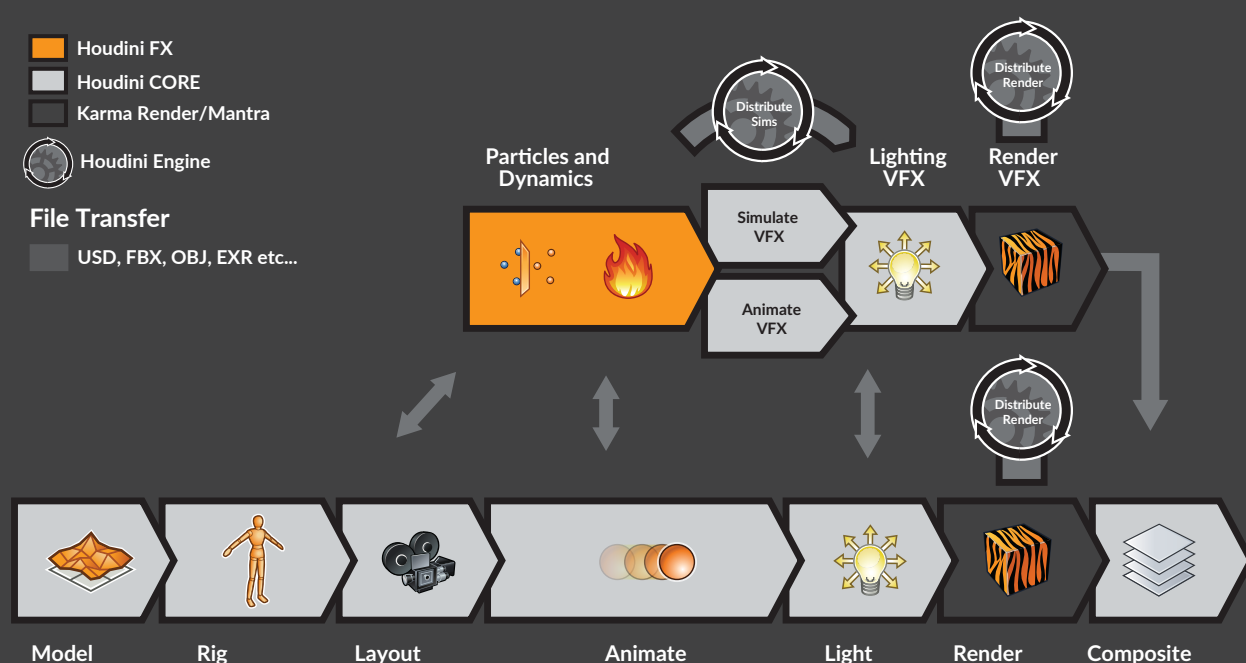 Houdini FX
Houdini CORE
Karma Render/Mantra
Houdini Engine
File Transfer
USD, FBX, OBJ, EXR etc...
Distribute
Sims
Distribute
Render
Particles and
Dynamics
Lighting
VFX
Render
VFX
Simulate
VFX
Animate
VFX
Distribute
Render
Model
Rig
Layout
Animate
Light
Render
Composite